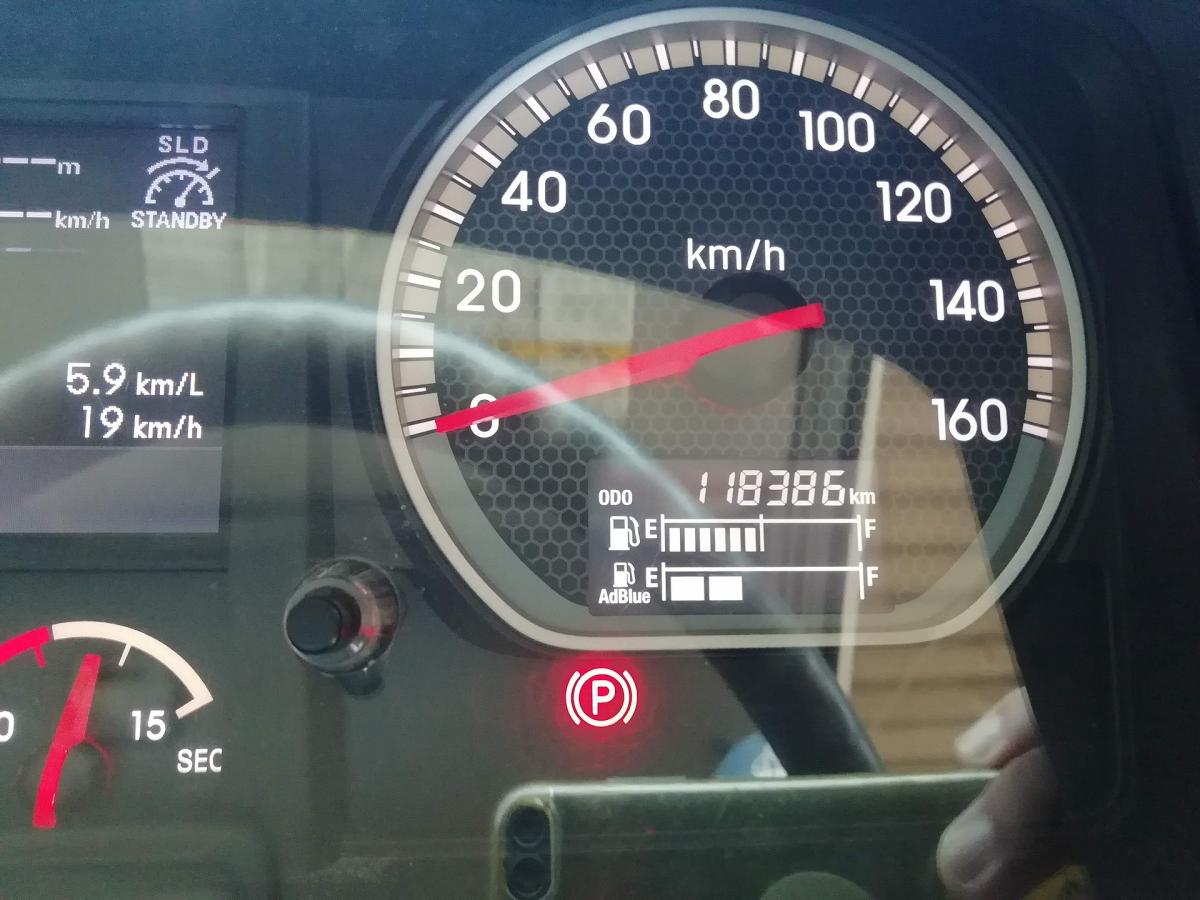 SLD
m
STANDBY
km/h
5.9 km/L
19 km/h
0
20
40
60
80
100
120
140
160
km/h
ODO 118386 km
E F
E F
AdBlue
P
0 15
SEC